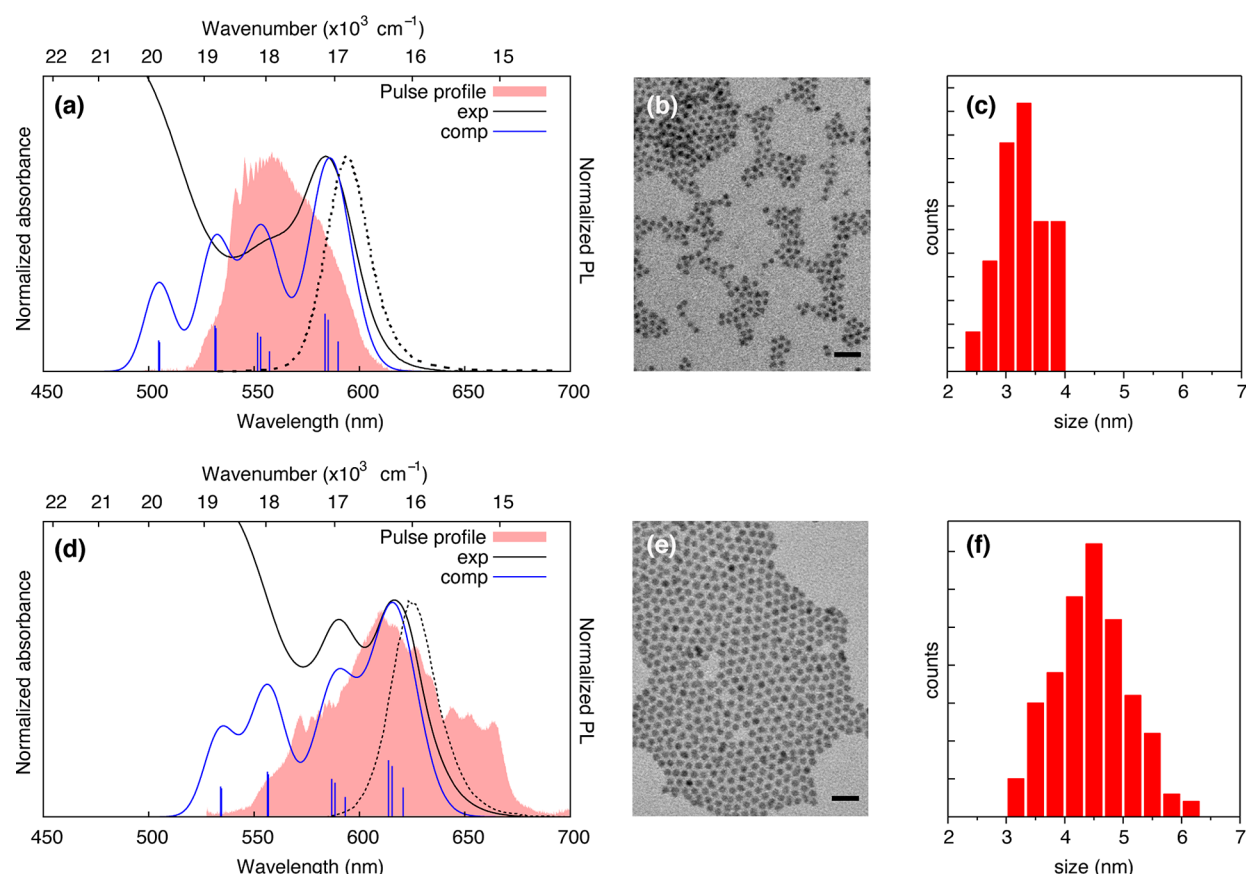 Wavenumber (x10³ cm⁻¹)
22 21 20 19 18 17 16 15
(a)
Pulse profile
exp
comp
Normalized absorbance
Normalized PL
450 500 550 600 650 700
Wavelength (nm)
(b)
(c)
counts
2 3 4 5 6 7
size (nm)
Wavenumber (x10³ cm⁻¹)
22 21 20 19 18 17 16 15
(d)
Pulse profile
exp
comp
Normalized absorbance
Normalized PL
450 500 550 600 650 700
Wavelength (nm)
(e)
(f)
counts
2 3 4 5 6 7
size (nm)